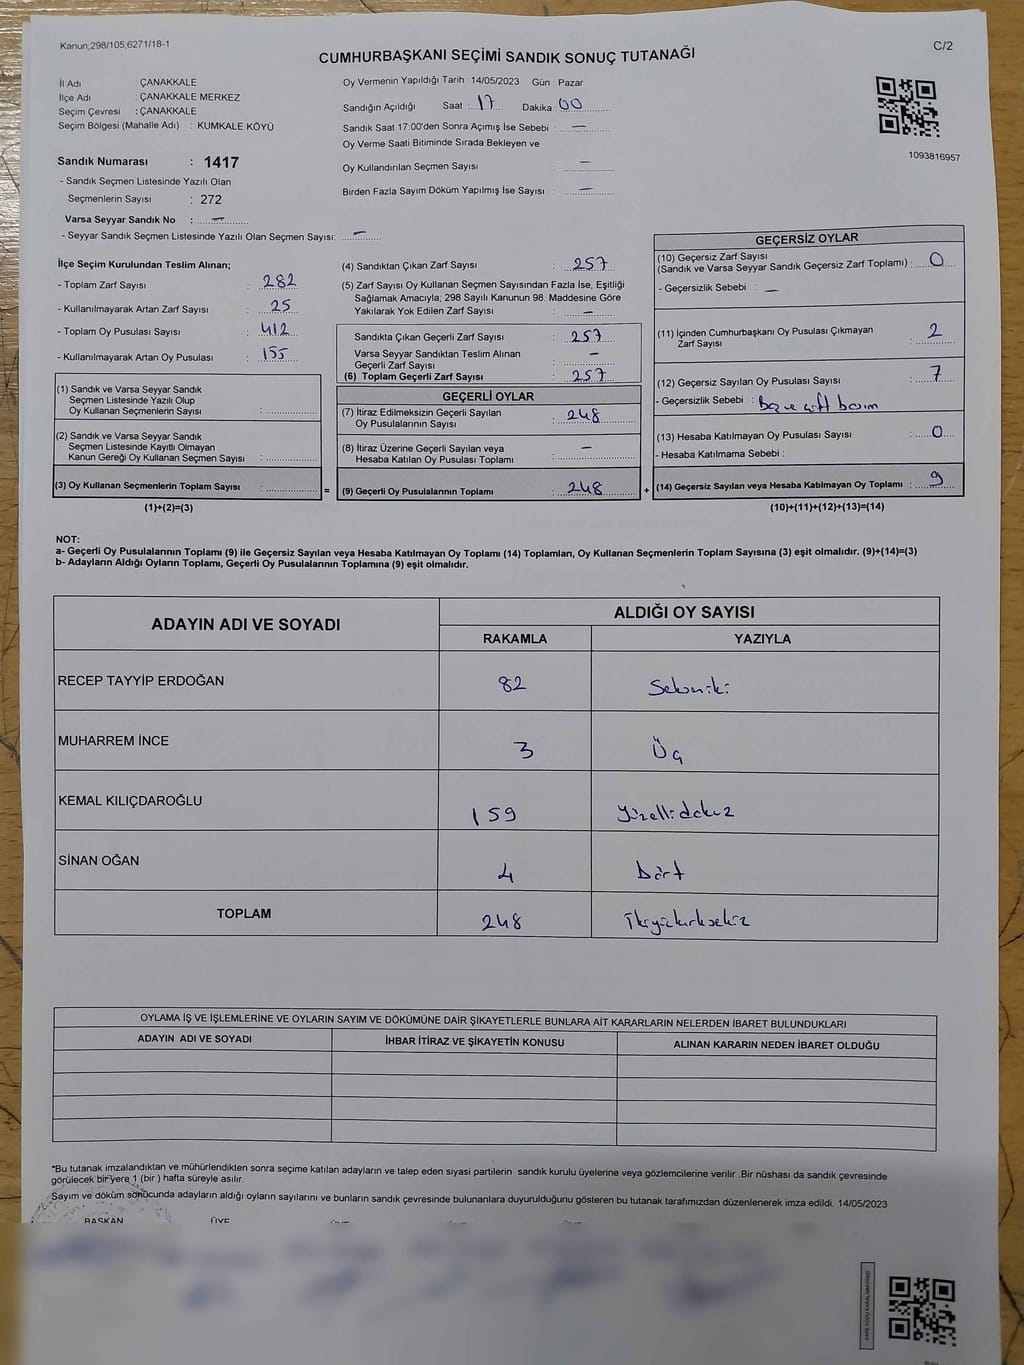 Kanun;298/105;6271/18-1
C/2
CUMHURBAŞKANI SEÇİMİ SANDIK SONUÇ TUTANAĞI
İl Adı : ÇANAKKALE
İlçe Adı : ÇANAKKALE MERKEZ
Seçim Çevresi : ÇANAKKALE
Seçim Bölgesi (Mahalle Adı) : KUMKALE KÖYÜ
Oy Vermenin Yapıldığı Tarih : 14/05/2023 Gün : Pazar
Sandığın Açıldığı Saat : 17 Dakika : 00
Sandık Saat 17:00'den Sonra Açımış İse Sebebi : —
Oy Verme Saati Bitiminde Sırada Bekleyen ve
Oy Kullandırılan Seçmen Sayısı : —
Birden Fazla Sayım Döküm Yapılmış İse Sayısı : —
1093816957
Sandık Numarası : 1417
- Sandık Seçmen Listesinde Yazılı Olan
Seçmenlerin Sayısı : 272
Varsa Seyyar Sandık No : —
- Seyyar Sandık Seçmen Listesinde Yazılı Olan Seçmen Sayısı: —
İlçe Seçim Kurulundan Teslim Alınan;
- Toplam Zarf Sayısı : 282
- Kullanılmayarak Artan Zarf Sayısı : 25
- Toplam Oy Pusulası Sayısı : 412
- Kullanılmayarak Artan Oy Pusulası : 155
(1) Sandık ve Varsa Seyyar Sandık
Seçmen Listesinde Yazılı Olup
Oy Kullanan Seçmenlerin Sayısı :
(2) Sandık ve Varsa Seyyar Sandık
Seçmen Listesinde Kayıtlı Olmayan
Kanun Gereği Oy Kullanan Seçmen Sayısı :
(3) Oy Kullanan Seçmenlerin Toplam Sayısı : =
(1)+(2)=(3)
(4) Sandıktan Çıkan Zarf Sayısı : 257
(5) Zarf Sayısı Oy Kullanan Seçmen Sayısından Fazla İse, Eşitliği
Sağlamak Amacıyla; 298 Sayılı Kanunun 98. Maddesine Göre
Yakılarak Yok Edilen Zarf Sayısı : —
Sandıkta Çıkan Geçerli Zarf Sayısı : 257
Varsa Seyyar Sandıktan Teslim Alınan
Geçerli Zarf Sayısı : —
(6) Toplam Geçerli Zarf Sayısı : 257
GEÇERLİ OYLAR
(7) İtiraz Edilmeksizin Geçerli Sayılan
Oy Pusulalarının Sayısı : 248
(8) İtiraz Üzerine Geçerli Sayılan veya
Hesaba Katılan Oy Pusulası Toplamı : —
(9) Geçerli Oy Pusulalarının Toplamı : 248 +
GEÇERSİZ OYLAR
(10) Geçersiz Zarf Sayısı
(Sandık ve Varsa Seyyar Sandık Geçersiz Zarf Toplamı) : 0
- Geçersizlik Sebebi : —
(11) İçinden Cumhurbaşkanı Oy Pusulası Çıkmayan
Zarf Sayısı : 2
(12) Geçersiz Sayılan Oy Pusulası Sayısı : 7
- Geçersizlik Sebebi : Boş ve çift basım
(13) Hesaba Katılmayan Oy Pusulası Sayısı : 0
- Hesaba Katılmama Sebebi :
(14) Geçersiz Sayılan veya Hesaba Katılmayan Oy Toplamı : 9
(10)+(11)+(12)+(13)=(14)
NOT:
a- Geçerli Oy Pusulalarının Toplamı (9) ile Geçersiz Sayılan veya Hesaba Katılmayan Oy Toplamı (14) Toplamları, Oy Kullanan Seçmenlerin Toplam Sayısına (3) eşit olmalıdır. (9)+(14)=(3)
b- Adayların Aldığı Oyların Toplamı, Geçerli Oy Pusulalarının Toplamına (9) eşit olmalıdır.
ADAYIN ADI VE SOYADI ALDIĞI OY SAYISI
RAKAMLA YAZIYLA
RECEP TAYYİP ERDOĞAN 82 Seksniki
MUHARREM İNCE 3 Üç
KEMAL KILIÇDAROĞLU 159 Yüzellidokuz
SİNAN OĞAN 4 Dört
TOPLAM 248 İkiyüzkırksekiz
OYLAMA İŞ VE İŞLEMLERİNE VE OYLARIN SAYIM VE DÖKÜMÜNE DAİR ŞİKAYETLERLE BUNLARA AİT KARARLARIN NELERDEN İBARET BULUNDUKLARI
ADAYIN ADI VE SOYADI İHBAR İTİRAZ VE ŞİKAYETİN KONUSU ALINAN KARARIN NEDEN İBARET OLDUĞU
*Bu tutanak imzalandıktan ve mühürlendikten sonra seçime katılan adayların ve talep eden siyasi partilerin sandık kurulu üyelerine veya gözlemcilerine verilir .Bir nüshası da sandık çevresinde
görülecek bir yere 1 (bir ) hafta süreyle asılır.
Sayım ve döküm sonucunda adayların aldığı oyların sayılarını ve bunların sandık çevresinde bulunanlara duyurulduğunu gösteren bu tutanak tarafımızdan düzenlenerek imza edildi. 14/05/2023
BAŞKAN ÜYE